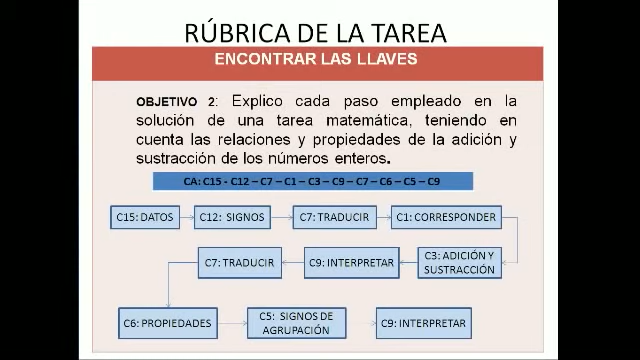 RÚBRICA DE LA TAREA
ENCONTRAR LAS LLAVES
OBJETIVO 2: Explico cada paso empleado en la
solución de una tarea matemática, teniendo en
cuenta las relaciones y propiedades de la adición y
sustracción de los números enteros.
CA: C15 - C12 – C7 – C1 – C3 – C9 – C7 – C6 – C5 – C9
C15: DATOS
C12: SIGNOS
C7: TRADUCIR
C1: CORRESPONDER
C3: ADICIÓN Y
SUSTRACCIÓN
C9: INTERPRETAR
C7: TRADUCIR
C6: PROPIEDADES
C5: SIGNOS DE
AGRUPACIÓN
C9: INTERPRETAR